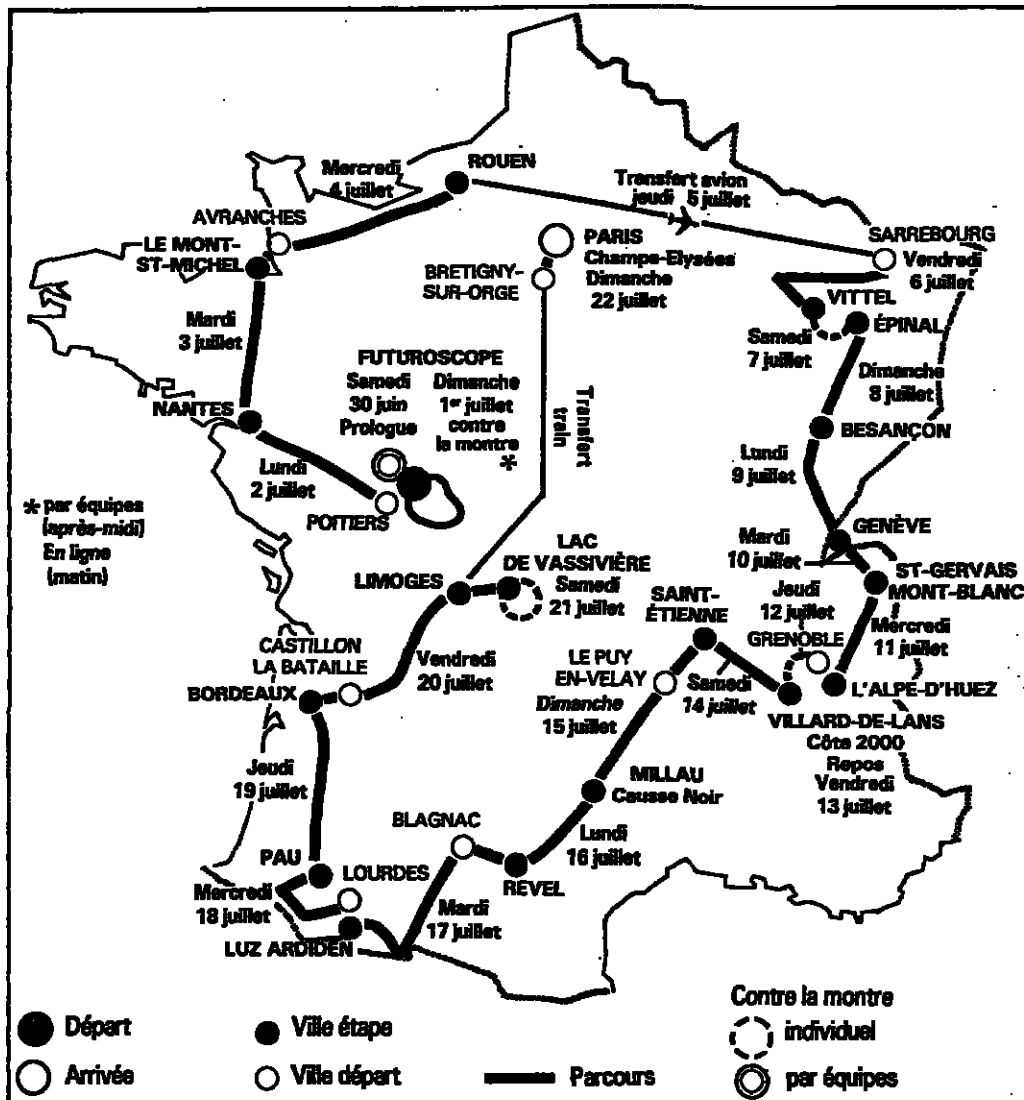 ROUEN
Mercredi
4 juillet
Transfert avion
jeudi 5 juillet
AVRANCHES
LE MONT-
ST-MICHEL
PARIS
Champs-Elysées
Dimanche
22 juillet
SARREBOURG
Vendredi
6 juillet
BRETIGNY-
SUR-ORGE
VITTEL
Mardi
3 juillet
Samedi
7 juillet
ÉPINAL
FUTUROSCOPE
Samedi
30 juin
Prologue
Dimanche
1er juillet
contre
la montre
*
Dimanche
8 juillet
NANTES
Transfert
train
BESANÇON
Lundi
2 juillet
Lundi
9 juillet
* par équipes
(après-midi)
En ligne
(matin)
POITIERS
GENÈVE
Mardi
10 juillet
LAC
DE VASSIVIÈRE
Samedi
21 juillet
LIMOGES
ST-GERVAIS
MONT-BLANC
SAINT-
ÉTIENNE
Jeudi
12 juillet
GRENOBLE
Mercredi
11 juillet
CASTILLON
LA BATAILLE
Vendredi
20 juillet
LE PUY
EN-VELAY
BORDEAUX
Samedi
14 juillet
L'ALPE-D'HUEZ
Dimanche
15 juillet
VILLARD-DE-LANS
Côte 2000
Repos
Vendredi
13 juillet
Jeudi
19 juillet
MILLAU
Causse Noir
BLAGNAC
Lundi
16 juillet
PAU
LOURDES
REVEL
Mercredi
18 juillet
Mardi
17 juillet
LUZ ARDIDEN
Contre la montre
Départ
Ville étape
individuel
Arrivée
Ville départ
Parcours
par équipes